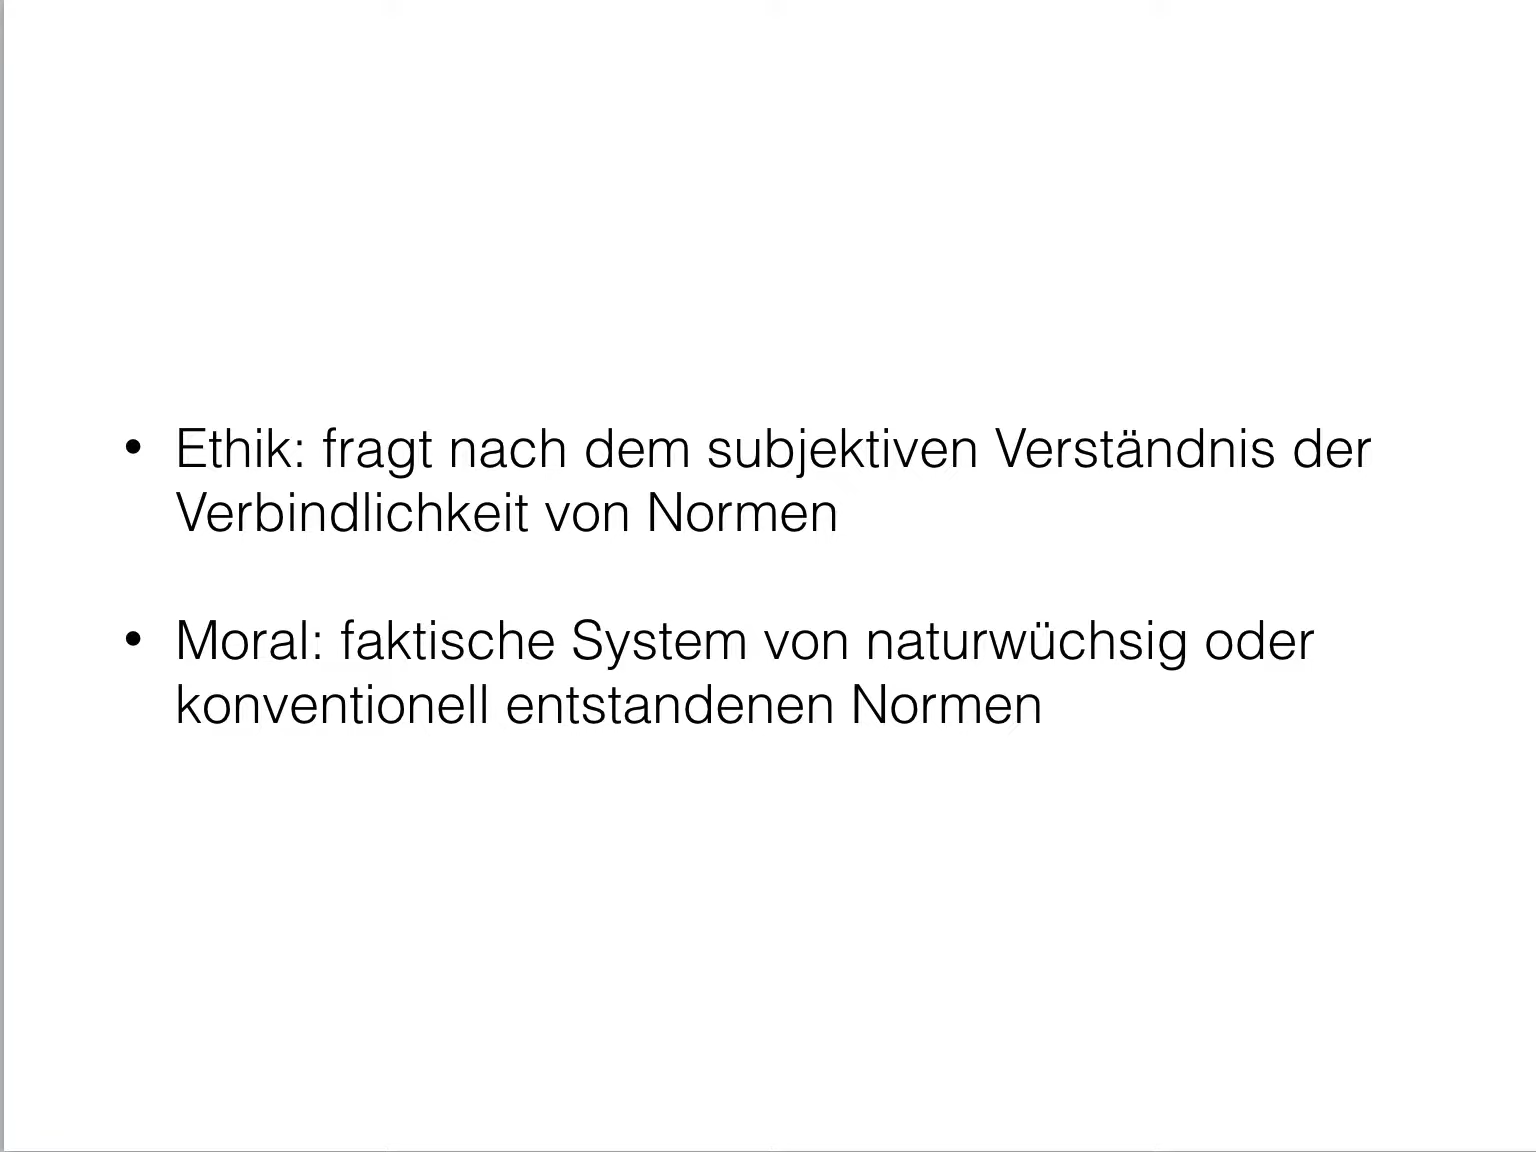 • Ethik: fragt nach dem subjektiven Verständnis der
Verbindlichkeit von Normen
• Moral: faktische System von naturwüchsig oder
konventionell entstandenen Normen